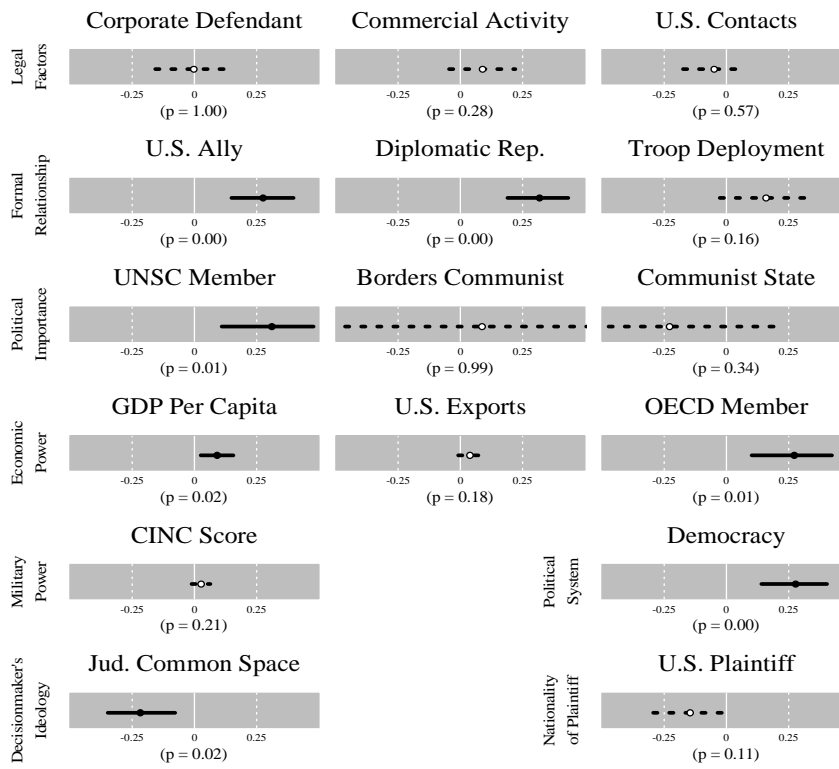 Corporate Defendant Commercial Activity U.S. Contacts
Legal
Factors
-0.25 0 0.25 -0.25 0 0.25 -0.25 0 0.25
(p = 1.00) (p = 0.28) (p = 0.57)
U.S. Ally Diplomatic Rep. Troop Deployment
Formal
Relationship
-0.25 0 0.25 -0.25 0 0.25 -0.25 0 0.25
(p = 0.00) (p = 0.00) (p = 0.16)
UNSC Member Borders Communist Communist State
Political
Importance
-0.25 0 0.25 -0.25 0 0.25 -0.25 0 0.25
(p = 0.01) (p = 0.99) (p = 0.34)
GDP Per Capita U.S. Exports OECD Member
Economic
Power
-0.25 0 0.25 -0.25 0 0.25 -0.25 0 0.25
(p = 0.02) (p = 0.18) (p = 0.01)
CINC Score Democracy
Military
Power
Political
System
-0.25 0 0.25 -0.25 0 0.25
(p = 0.21) (p = 0.00)
Jud. Common Space U.S. Plaintiff
Decisionmaker's
Ideology
Nationality
of Plaintiff
-0.25 0 0.25 -0.25 0 0.25
(p = 0.02) (p = 0.11)